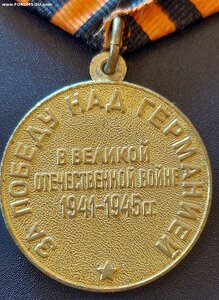 www.FORUMS-SU.com
ЗА ПОБЕДУ НАД ГЕРМАНИЕЙ
В ВЕЛИКОЙ
ОТЕЧЕСТВЕННОЙ ВОЙНЕ
1941-1945 гг.